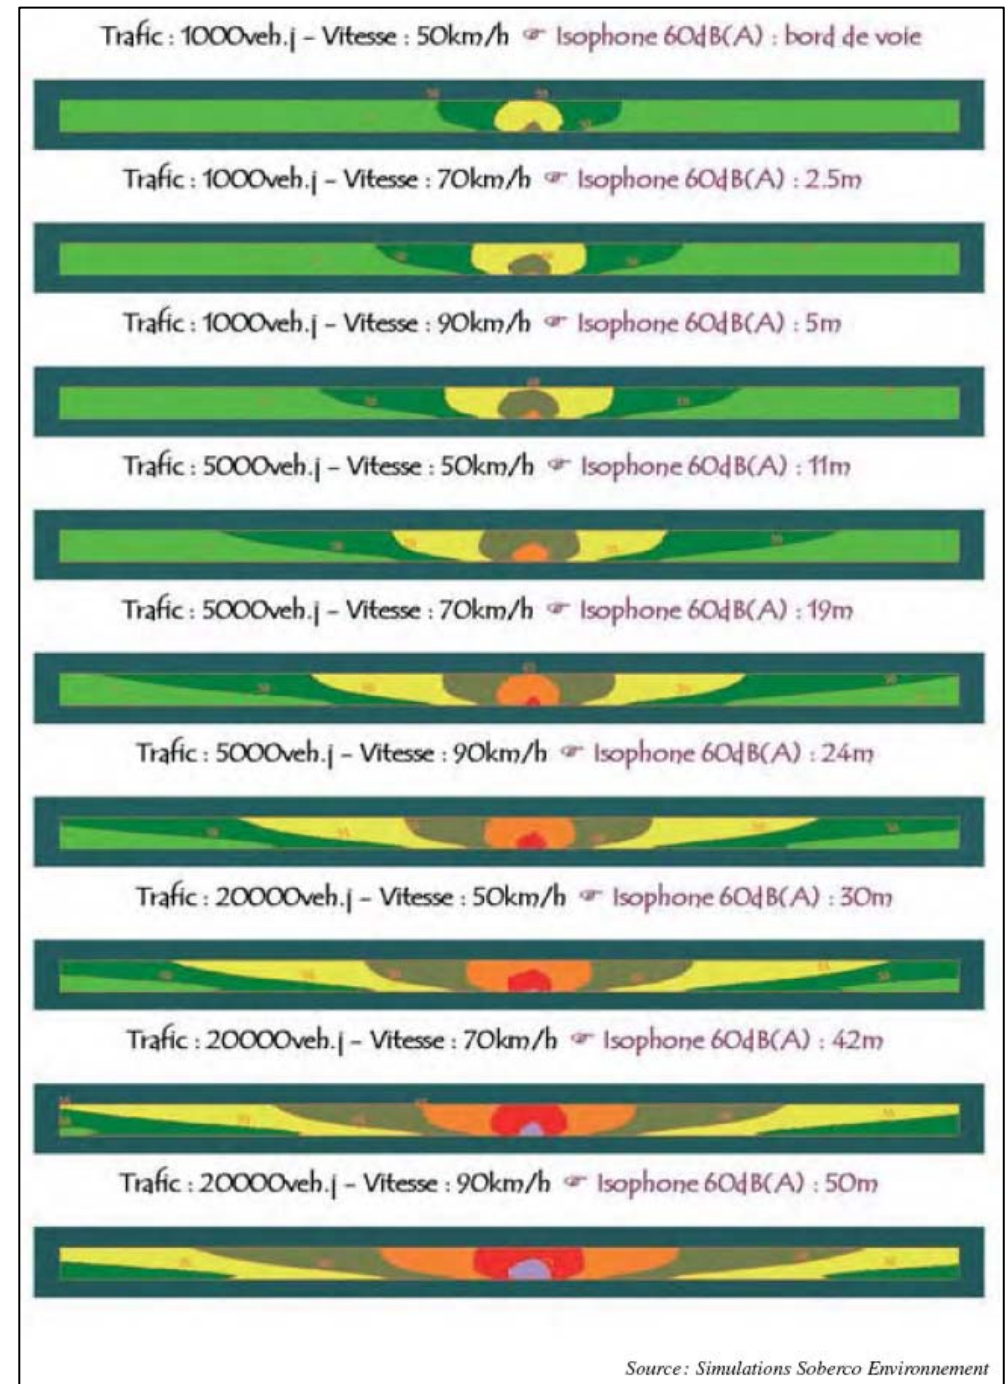 Trafic : 1000veh.j – Vitesse : 50km/h ☞ Isophone 60dB(A) : bord de voie
Trafic : 1000veh.j – Vitesse : 70km/h ☞ Isophone 60dB(A) : 2.5m
Trafic : 1000veh.j – Vitesse : 90km/h ☞ Isophone 60dB(A) : 5m
Trafic : 5000veh.j – Vitesse : 50km/h ☞ Isophone 60dB(A) : 11m
Trafic : 5000veh.j – Vitesse : 70km/h ☞ Isophone 60dB(A) : 19m
Trafic : 5000veh.j – Vitesse : 90km/h ☞ Isophone 60dB(A) : 24m
Trafic : 20000veh.j – Vitesse : 50km/h ☞ Isophone 60dB(A) : 30m
Trafic : 20000veh.j – Vitesse : 70km/h ☞ Isophone 60dB(A) : 42m
Trafic : 20000veh.j – Vitesse : 90km/h ☞ Isophone 60dB(A) : 50m
Source : Simulations Soberco Environnement